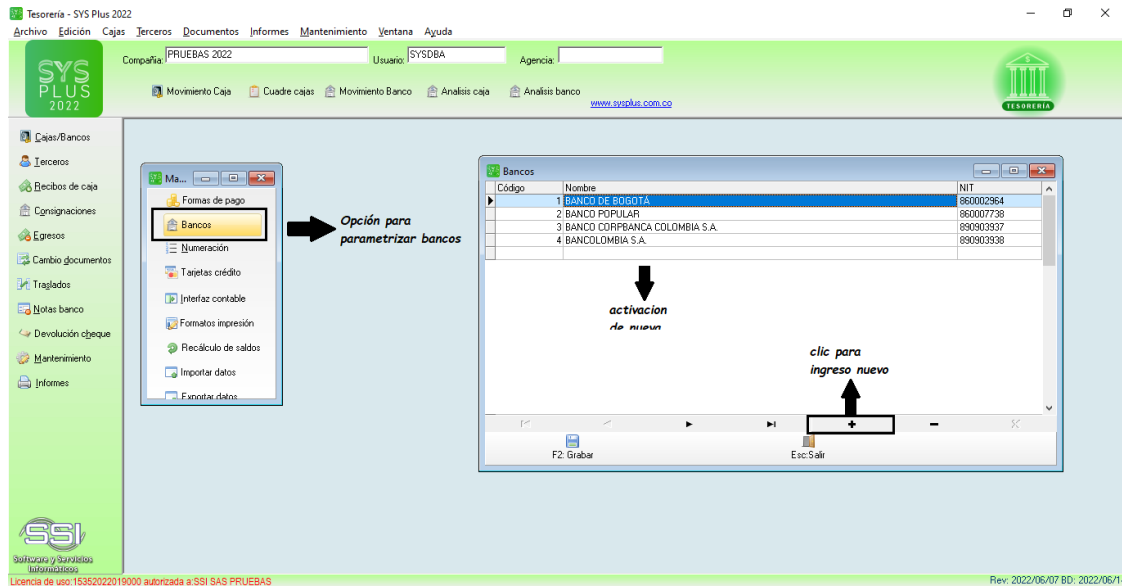 Tesorería - SYS Plus 2022
Archivo Edición Cajas Terceros Documentos Informes Mantenimiento Ventana Ayuda
SYS
PLUS
2022
Compañia: PRUEBAS 2022 Usuario: SYSDBA Agencia:
Movimiento Caja Cuadre cajas Movimiento Banco Analisis caja Analisis banco
www.sysplus.com.co
TESORERÍA
Cajas/Bancos
Terceros
Recibos de caja
Consignaciones
Egresos
Cambio documentos
Traslados
Notas banco
Devolución cheque
Mantenimiento
Informes
Ma...
Formas de pago
Bancos
Numeración
Tarjetas crédito
Interfaz contable
Formatos impresión
Recálculo de saldos
Importar datos
Exportar datos
Opción para
parametrizar bancos
Bancos
Código Nombre NIT
1 BANCO DE BOGOTÁ 860002964
2 BANCO POPULAR 860007738
3 BANCO CORPBANCA COLOMBIA S.A. 890903937
4 BANCOLOMBIA S.A. 890903938
activacion
de nuevo
clic para
ingreso nuevo
F2: Grabar Esc:Salir
SSI
Software y Servicios
Informáticos
Licencia de uso:15352022019000 autorizada a:SSI SAS PRUEBAS
Rev: 2022/06/07 BD: 2022/06/1